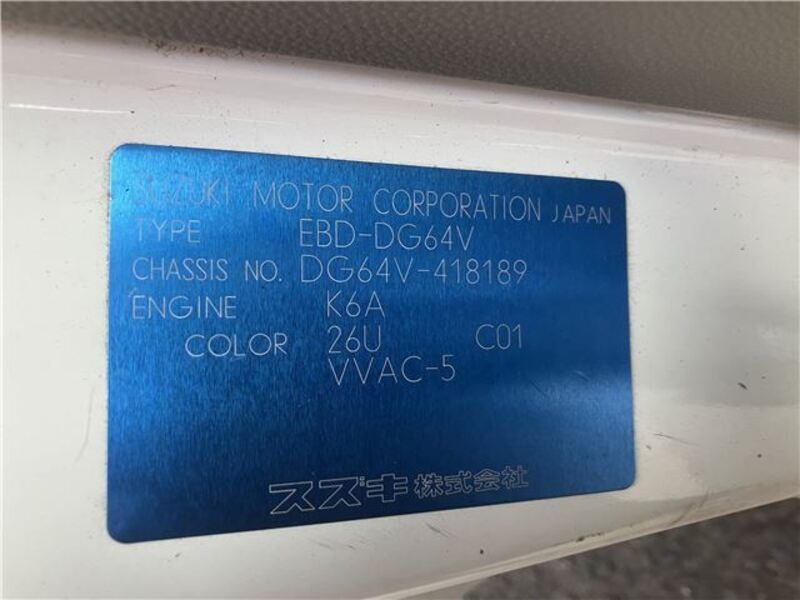 SUZUKI MOTOR CORPORATION JAPAN
TYPE EBD-DG64V
CHASSIS NO. DG64V-418189
ENGINE K6A
COLOR 26U C01
VVAC-5
スズキ株式会社